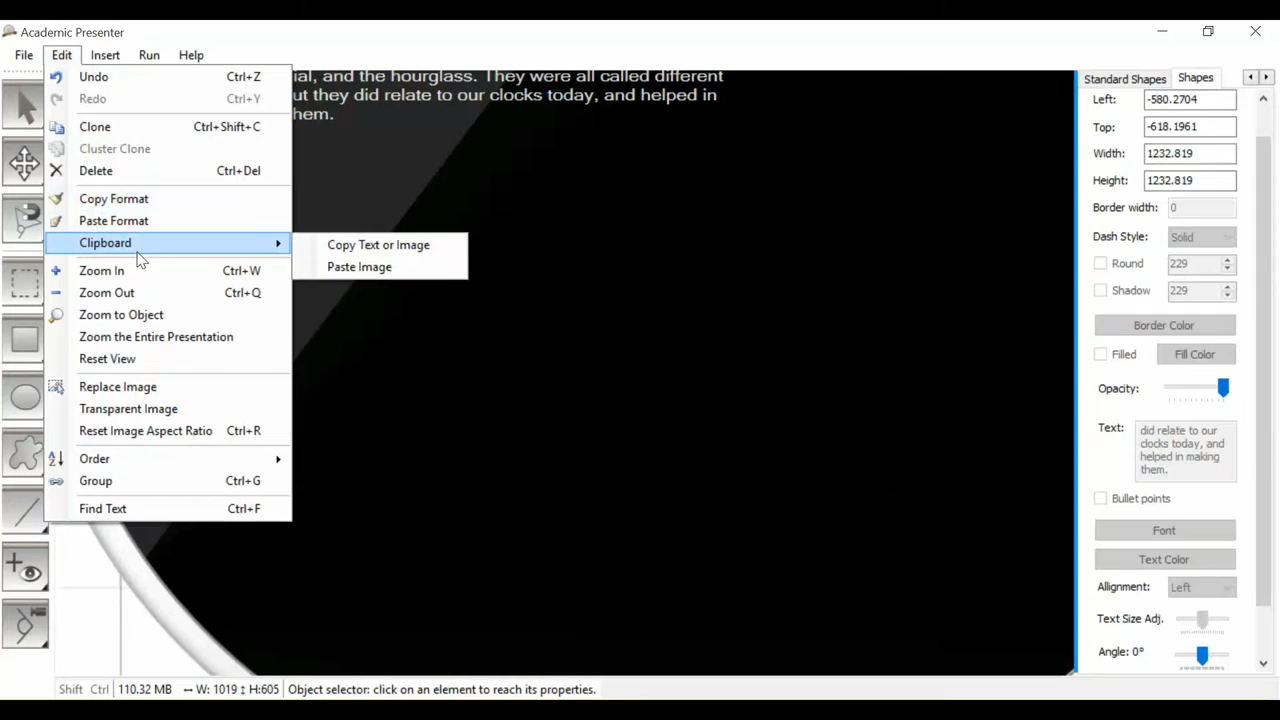 Academic Presenter
File Edit Insert Run Help
Undo Ctrl+Z
Redo Ctrl+Y
Clone Ctrl+Shift+C
Cluster Clone
Delete Ctrl+Del
Copy Format
Paste Format
Clipboard
Copy Text or Image
Paste Image
Zoom In Ctrl+W
Zoom Out Ctrl+Q
Zoom to Object
Zoom the Entire Presentation
Reset View
Replace Image
Transparent Image
Reset Image Aspect Ratio Ctrl+R
Order
Group Ctrl+G
Find Text Ctrl+F
ial, and the hourglass. They were all called different
ut they did relate to our clocks today, and helped in
hem.
Standard Shapes Shapes
Left: -580.2704
Top: -618.1961
Width: 1232.819
Height: 1232.819
Border width: 0
Dash Style: Solid
Round 229
Shadow 229
Border Color
Filled Fill Color
Opacity:
Text: did relate to our
clocks today, and
helped in making
them.
Bullet points
Font
Text Color
Allignment: Left
Text Size Adj.
Angle: 0°
Shift Ctrl 110.32 MB ↔ W: 1019 ↕ H:605 Object selector: click on an element to reach its properties.